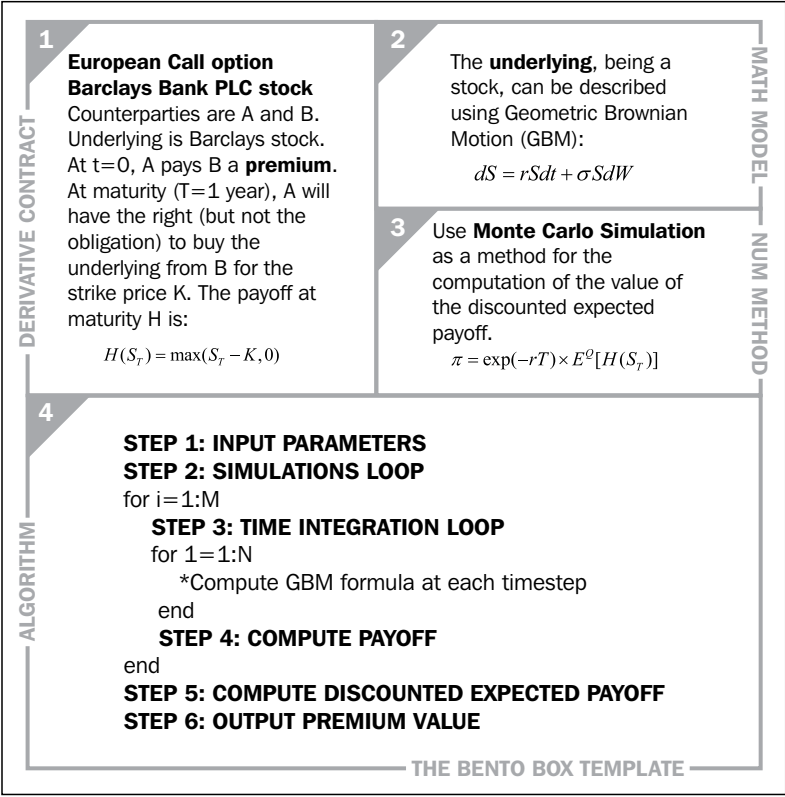 1
European Call option
Barclays Bank PLC stock
Counterparties are A and B.
Underlying is Barclays stock.
At t=0, A pays B a premium.
At maturity (T=1 year), A will
have the right (but not the
obligation) to buy the
underlying from B for the
strike price K. The payoff at
maturity H is:
H(S_T) = max(S_T − K, 0)
DERIVATIVE CONTRACT
2
The underlying, being a
stock, can be described
using Geometric Brownian
Motion (GBM):
dS = rSdt + σSdW
MATH MODEL
3
Use Monte Carlo Simulation
as a method for the
computation of the value of
the discounted expected
payoff.
π = exp(−rT) × E^Q[H(S_T)]
NUM METHOD
4
STEP 1: INPUT PARAMETERS
STEP 2: SIMULATIONS LOOP
for i=1:M
STEP 3: TIME INTEGRATION LOOP
for 1=1:N
*Compute GBM formula at each timestep
end
STEP 4: COMPUTE PAYOFF
end
STEP 5: COMPUTE DISCOUNTED EXPECTED PAYOFF
STEP 6: OUTPUT PREMIUM VALUE
ALGORITHM
THE BENTO BOX TEMPLATE